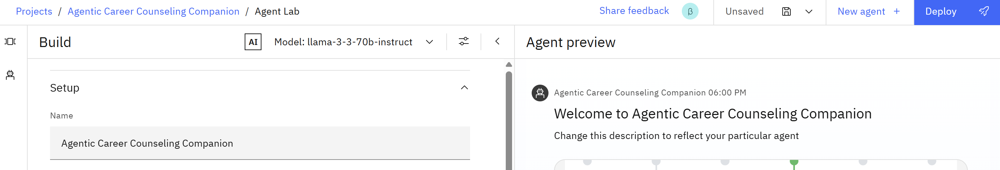 Projects / Agentic Career Counseling Companion / Agent Lab
Share feedback β Unsaved New agent + Deploy
Build
AI Model: llama-3-3-70b-instruct
Agent preview
Setup
Name
Agentic Career Counseling Companion
Agentic Career Counseling Companion 06:00 PM
Welcome to Agentic Career Counseling Companion
Change this description to reflect your particular agent